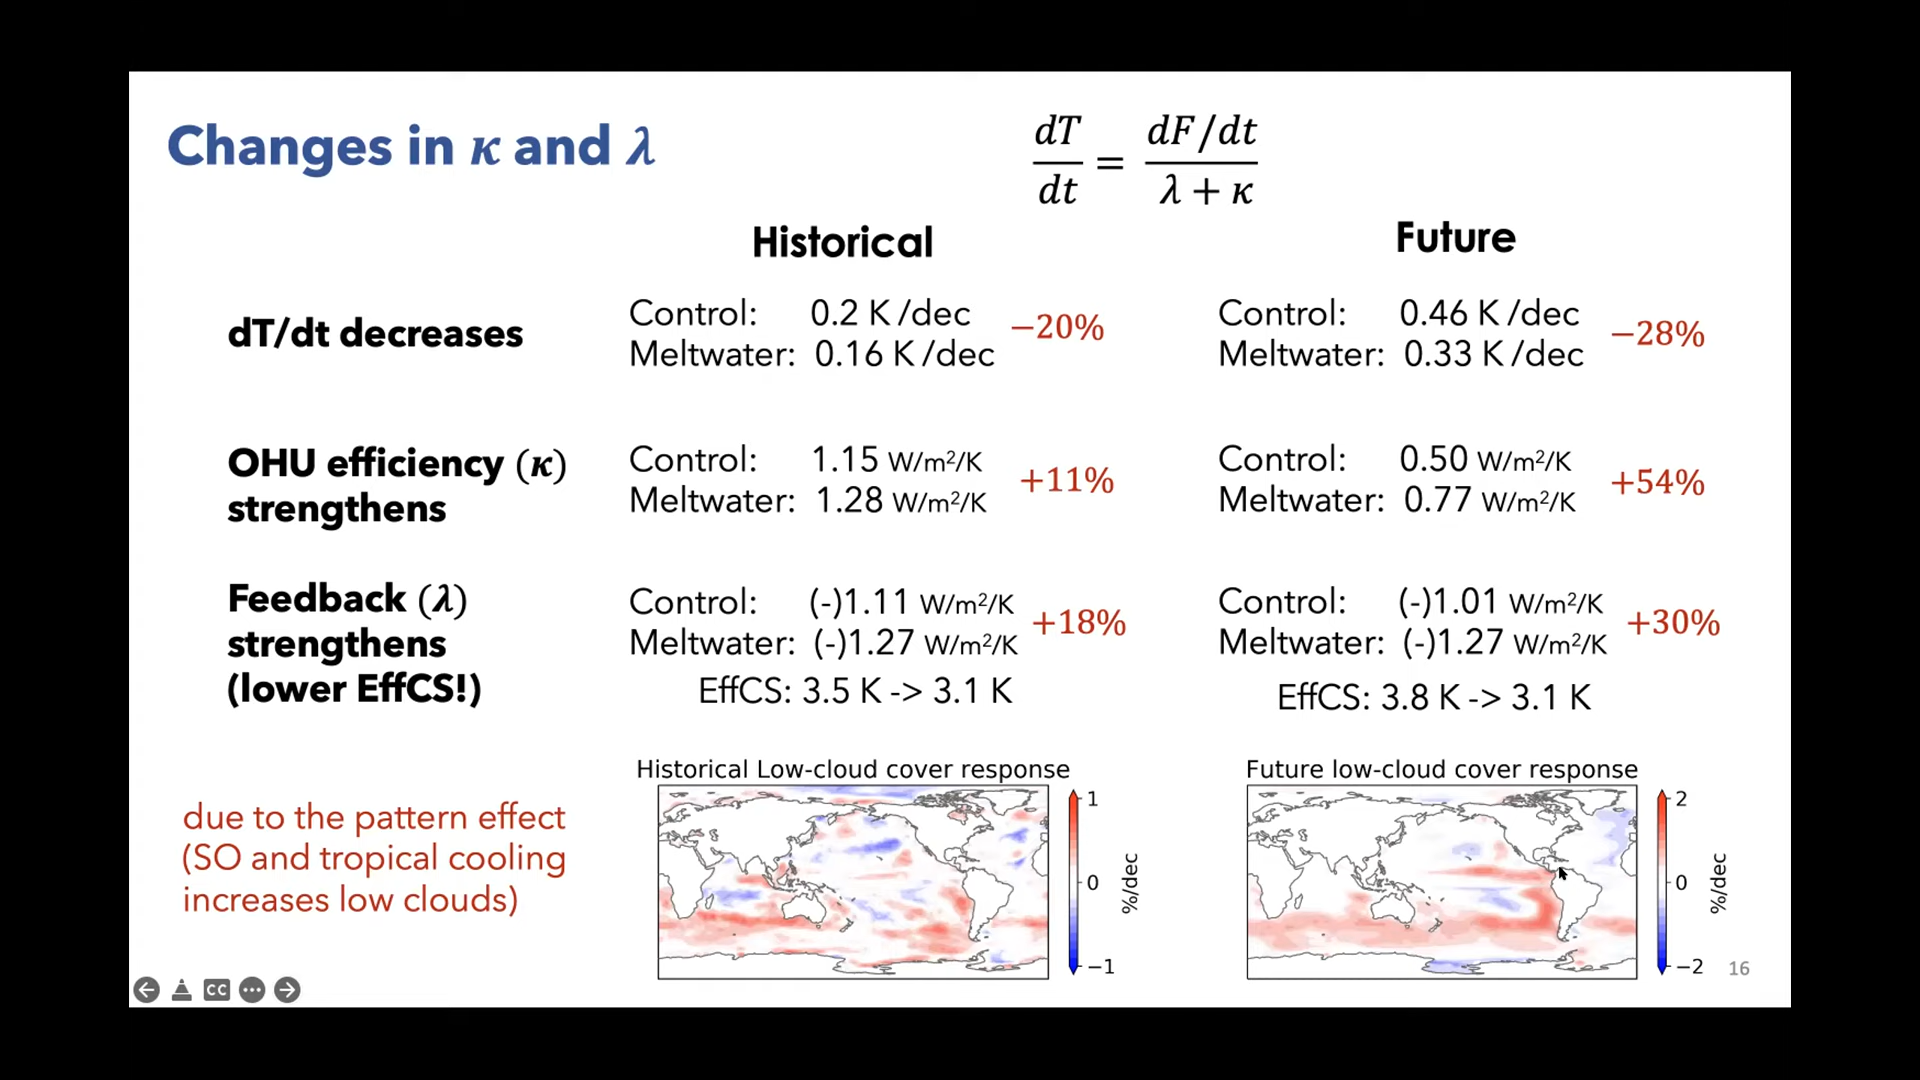 Changes in κ and λ
dT/dt = dF/dt / λ + κ
Historical
Future
dT/dt decreases
Control: 0.2 K/dec
Meltwater: 0.16 K/dec
−20%
Control: 0.46 K/dec
Meltwater: 0.33 K/dec
−28%
OHU efficiency (κ)
strengthens
Control: 1.15 W/m²/K
Meltwater: 1.28 W/m²/K
+11%
Control: 0.50 W/m²/K
Meltwater: 0.77 W/m²/K
+54%
Feedback (λ)
strengthens
(lower EffCS!)
Control: (-)1.11 W/m²/K
Meltwater: (-)1.27 W/m²/K
+18%
EffCS: 3.5 K -> 3.1 K
Control: (-)1.01 W/m²/K
Meltwater: (-)1.27 W/m²/K
+30%
EffCS: 3.8 K -> 3.1 K
due to the pattern effect
(SO and tropical cooling
increases low clouds)
Historical Low-cloud cover response
1
0
−1
%/dec
Future low-cloud cover response
2
0
−2
%/dec
16
CC